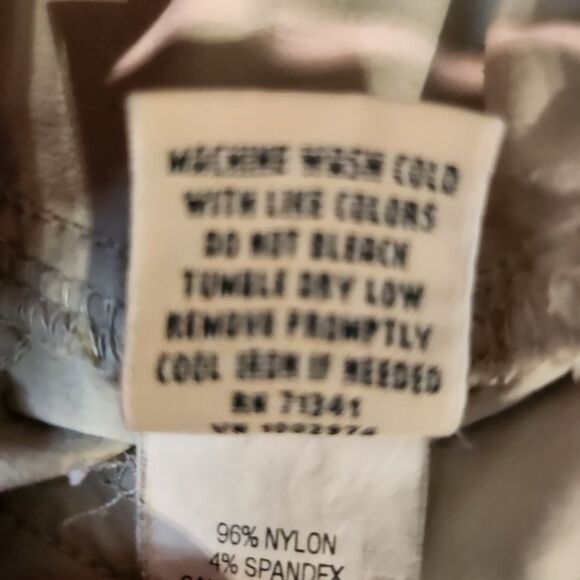 MACHINE WASH COLD
WITH LIKE COLORS
DO NOT BLEACH
TUMBLE DRY LOW
REMOVE PROMPTLY
COOL IRON IF NEEDED
RN 71341
96% NYLON
4% SPANDEX